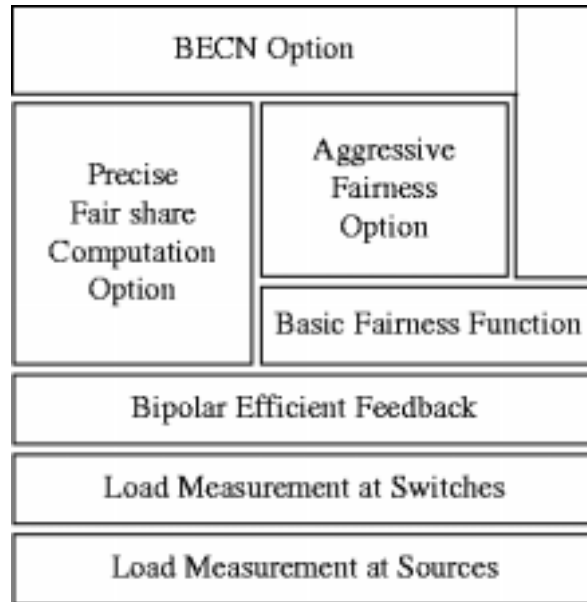 BECN Option
Precise
Fair share
Computation
Option
Aggressive
Fairness
Option
Basic Fairness Function
Bipolar Efficient Feedback
Load Measurement at Switches
Load Measurement at Sources